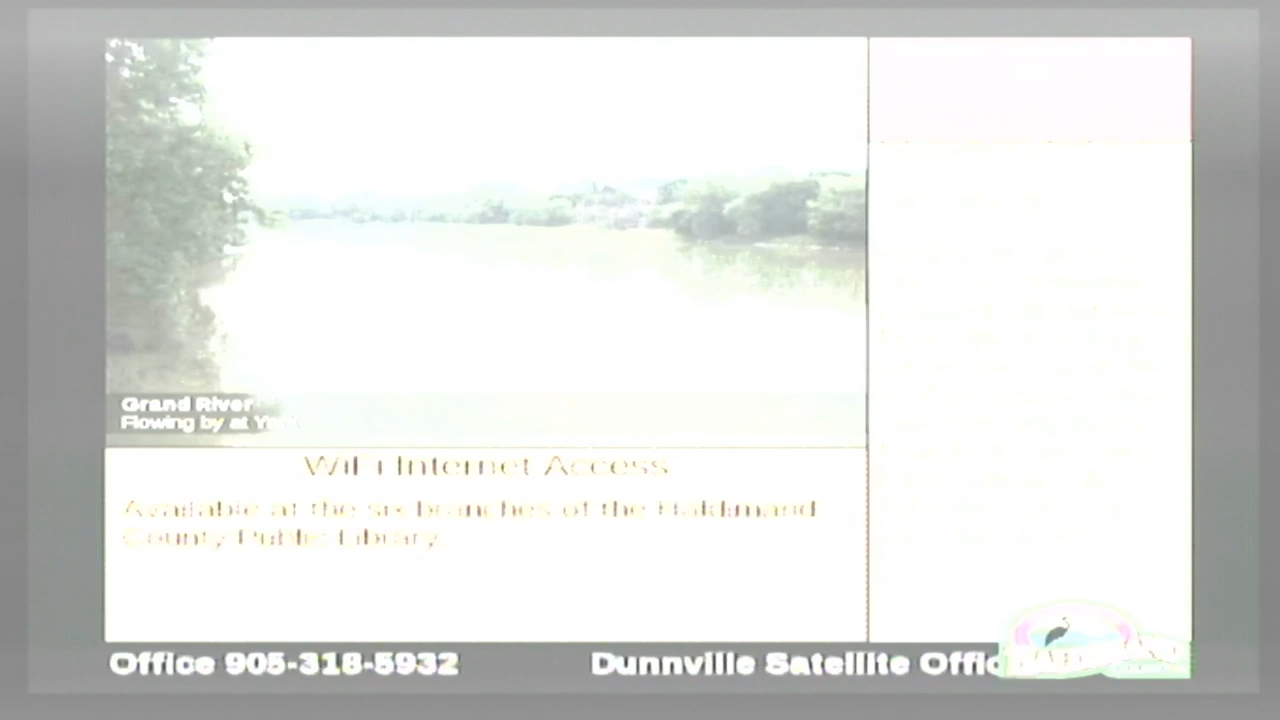 Grand River
Flowing by at York
WiFi Internet Access
Available at the six branches of the Haldimand
County Public Library
Office 905-318-5932
Dunnville Satellite Offic